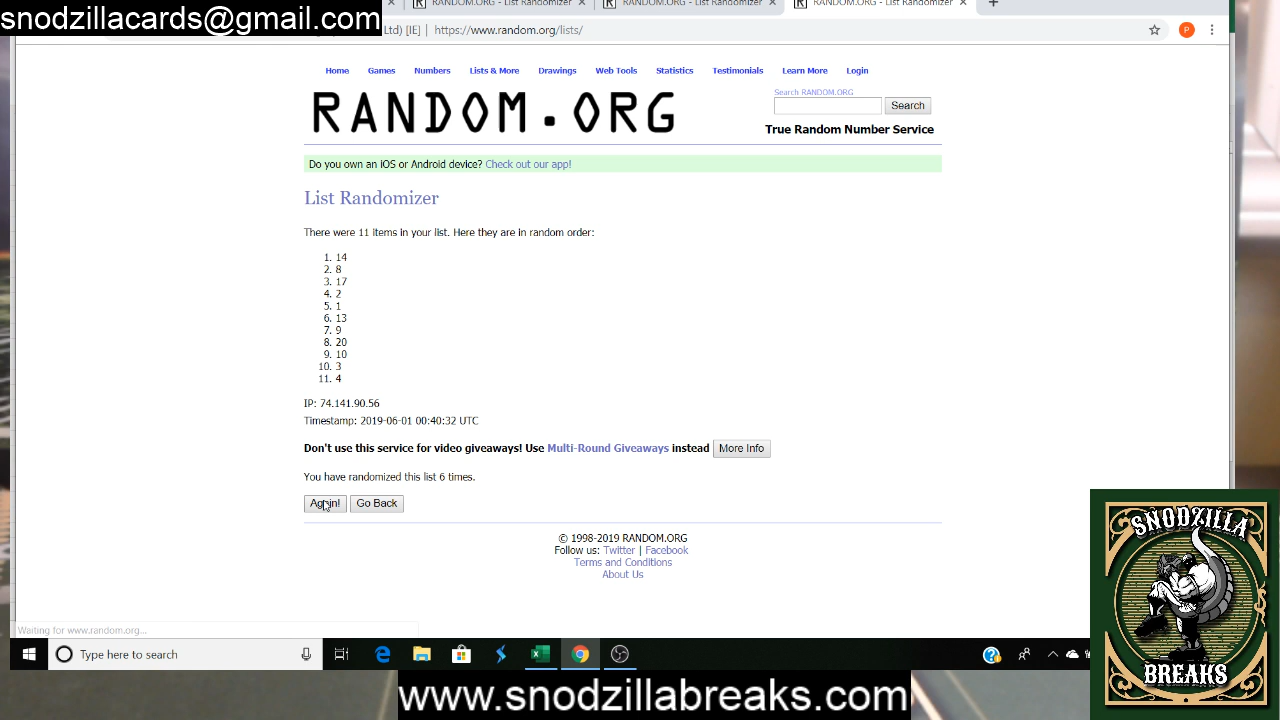 snodzillacards@gmail.com
RANDOM.ORG - List Randomizer
RANDOM.ORG - List Randomizer
RANDOM.ORG - List Randomizer
Ltd) [IE] | https://www.random.org/lists/
P
Home Games Numbers Lists & More Drawings Web Tools Statistics Testimonials Learn More Login
RANDOM.ORG
Search RANDOM.ORG
Search
True Random Number Service
Do you own an iOS or Android device? Check out our app!
List Randomizer
There were 11 items in your list. Here they are in random order:
1. 14
2. 8
3. 17
4. 2
5. 1
6. 13
7. 9
8. 20
9. 10
10. 3
11. 4
IP: 74.141.90.56
Timestamp: 2019-06-01 00:40:32 UTC
Don't use this service for video giveaways! Use Multi-Round Giveaways instead More Info
You have randomized this list 6 times.
Again! Go Back
© 1998-2019 RANDOM.ORG
Follow us: Twitter | Facebook
Terms and Conditions
About Us
Waiting for www.random.org...
Type here to search
SNODZILLA
BREAKS
www.snodzillabreaks.com